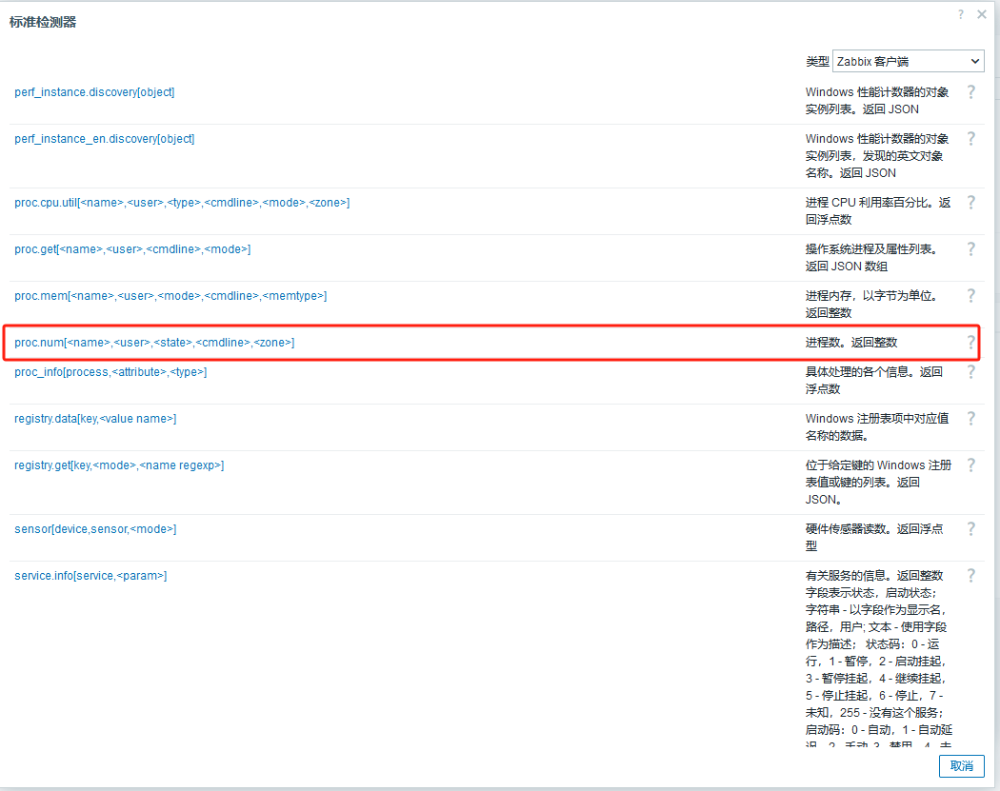 标准检测器
? ×
类型 Zabbix 客户端
perf_instance.discovery[object]
Windows 性能计数器的对象
实例列表。返回 JSON
?
perf_instance_en.discovery[object]
Windows 性能计数器的对象
实例列表，发现的英文对象
名称。返回 JSON
?
proc.cpu.util[<name>,<user>,<type>,<cmdline>,<mode>,<zone>]
进程 CPU 利用率百分比。返
回浮点数
?
proc.get[<name>,<user>,<cmdline>,<mode>]
操作系统进程及属性列表。
返回 JSON 数组
?
proc.mem[<name>,<user>,<mode>,<cmdline>,<memtype>]
进程内存，以字节为单位。
返回整数
?
proc.num[<name>,<user>,<state>,<cmdline>,<zone>]
进程数。返回整数
?
proc_info[process,<attribute>,<type>]
具体处理的各个信息。返回
浮点数
?
registry.data[key,<value name>]
Windows 注册表项中对应值
名称的数据。
?
registry.get[key,<mode>,<name regexp>]
位于给定键的 Windows 注册
表值或键的列表。返回
JSON。
?
sensor[device,sensor,<mode>]
硬件传感器读数。返回浮点
型
?
service.info[service,<param>]
有关服务的信息。返回整数
字段表示状态，启动状态；
字符串 - 以字段作为显示名，
路径，用户; 文本 - 使用字段
作为描述； 状态码：0 - 运
行，1 - 暂停，2 - 启动挂起，
3 - 暂停挂起，4 - 继续挂起，
5 - 停止挂起，6 - 停止，7 -
未知，255 - 没有这个服务；
启动码：0 - 自动，1 - 自动延
?
取消